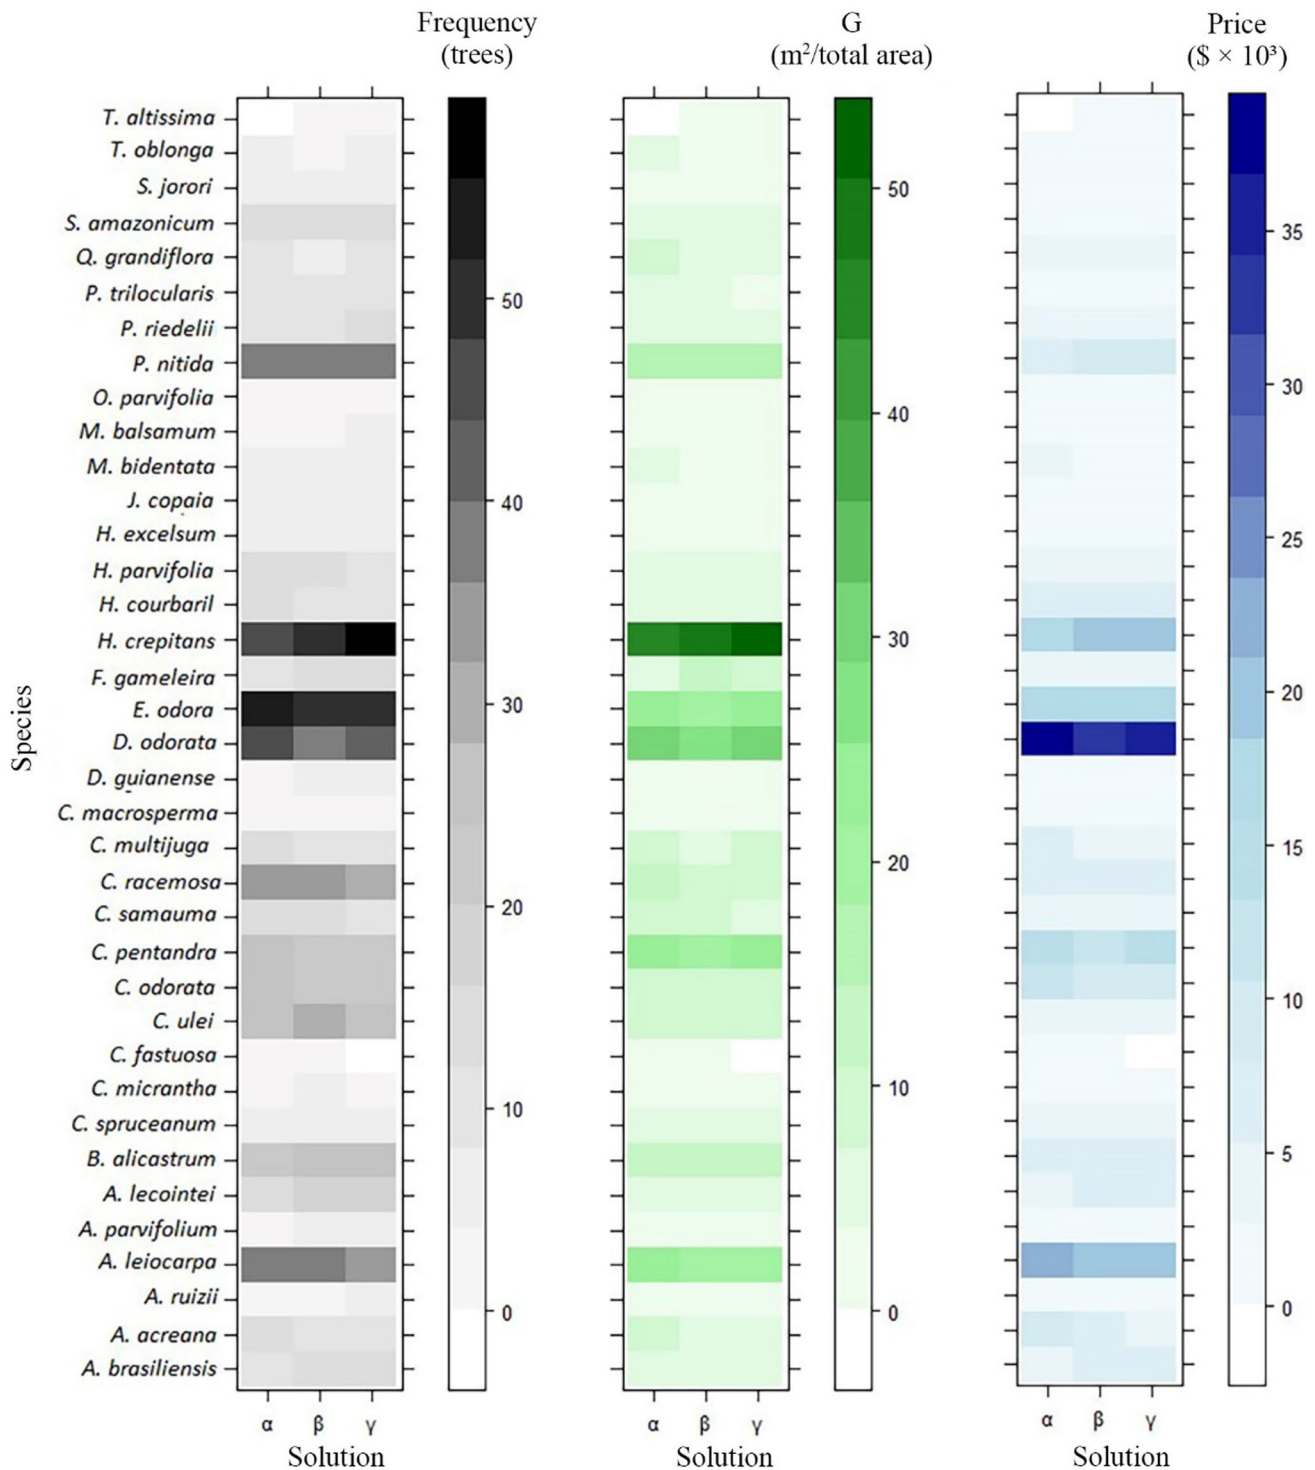 Frequency
(trees)
G
(m²/total area)
Price
($ × 10³)
Species
T. altissima
T. oblonga
S. jorori
S. amazonicum
Q. grandiflora
P. trilocularis
P. riedelii
P. nitida
O. parvifolia
M. balsamum
M. bidentata
J. copaia
H. excelsum
H. parvifolia
H. courbaril
H. crepitans
F. gameleira
E. odora
D. odorata
D. guianense
C. macrosperma
C. multijuga
C. racemosa
C. samauma
C. pentandra
C. odorata
C. ulei
C. fastuosa
C. micrantha
C. spruceanum
B. alicastrum
A. lecointei
A. parvifolium
A. leiocarpa
A. ruizii
A. acreana
A. brasiliensis
50
40
30
20
10
0
50
40
30
20
10
0
35
30
25
20
15
10
5
0
α β γ
Solution
α β γ
Solution
α β γ
Solution